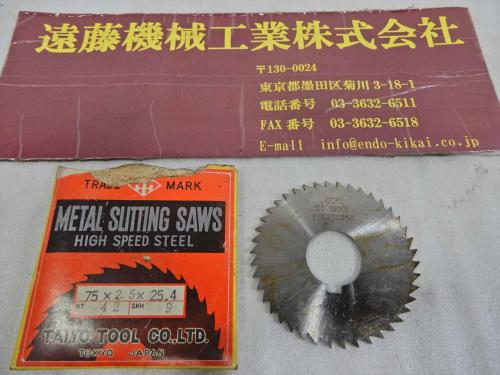 遠藤機械工業株式会社
〒130-0024
東京都墨田区菊川 3-18-1
電話番号 03-3632-6511
FAX番号 03-3632-6518
E-mail info@endo-kikai.co.jp
TRADE MARK
METAL SLITTING SAWS
HIGH SPEED STEEL
75 × 2.5 × 25.4
NT 42 SKH 9
TAIYO TOOL CO., LTD.
TOKYO JAPAN
SKH9